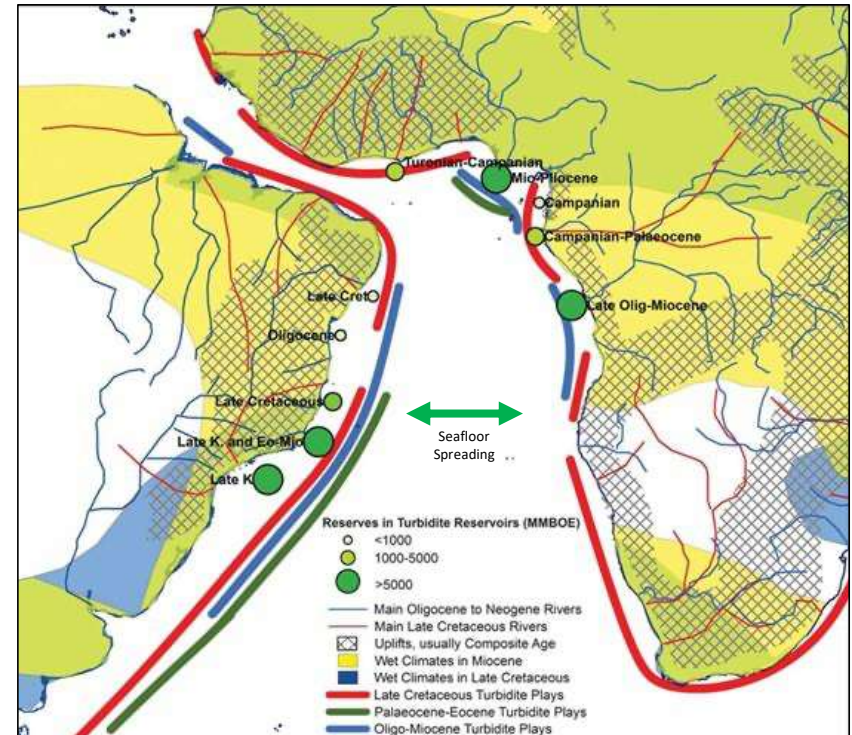 Turonian-Campanian
Mio-Pliocene
Campanian
Campanian-Palaeocene
Late Cret
Late Olig-Miocene
Oligocene
Late Cretaceous
Late K. and Eo-Mio
Late K
Seafloor
Spreading
Reserves in Turbidite Reservoirs (MMBOE)
<1000
1000-5000
>5000
Main Oligocene to Neogene Rivers
Main Late Cretaceous Rivers
Uplifts, usually Composite Age
Wet Climates in Miocene
Wet Climates in Late Cretaceous
Late Cretaceous Turbidite Plays
Palaeocene-Eocene Turbidite Plays
Oligo-Miocene Turbidite Plays